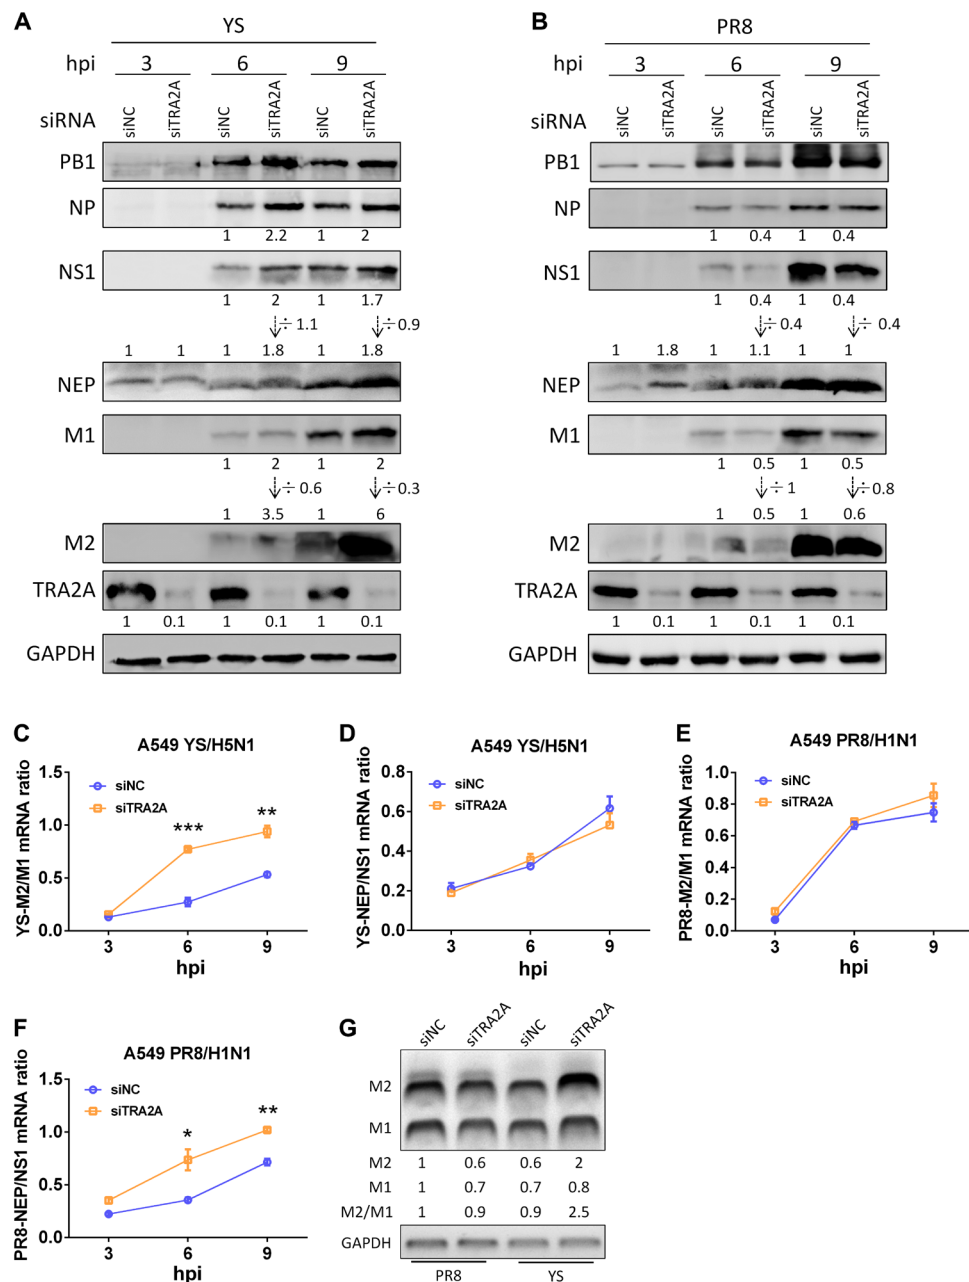 A
YS
hpi 3 6 9
siRNA siNC siTRA2A siNC siTRA2A siNC siTRA2A
PB1
NP
1 2.2 1 2
NS1
1 2 1 1.7
÷ 1.1 ÷ 0.9
1 1 1 1.8 1 1.8
NEP
M1
1 2 1 2
÷ 0.6 ÷ 0.3
1 3.5 1 6
M2
TRA2A
1 0.1 1 0.1 1 0.1
GAPDH
B
PR8
hpi 3 6 9
siRNA siNC siTRA2A siNC siTRA2A siNC siTRA2A
PB1
NP
1 0.4 1 0.4
NS1
1 0.4 1 0.4
÷ 0.4 ÷ 0.4
1 1.8 1 1.1 1 1
NEP
M1
1 0.5 1 0.5
÷ 1 ÷ 0.8
1 0.5 1 0.6
M2
TRA2A
1 0.1 1 0.1 1 0.1
GAPDH
C
A549 YS/H5N1
YS-M2/M1 mRNA ratio
1.5
1.0
0.5
0.0
siNC
siTRA2A
*** **
3 6 9
hpi
D
A549 YS/H5N1
YS-NEP/NS1 mRNA ratio
0.8
0.6
0.4
0.2
0.0
siNC
siTRA2A
3 6 9
hpi
E
A549 PR8/H1N1
PR8-M2/M1 mRNA ratio
1.0
0.8
0.6
0.4
0.2
0.0
siNC
siTRA2A
3 6 9
hpi
F
A549 PR8/H1N1
PR8-NEP/NS1 mRNA ratio
1.5
1.0
0.5
0.0
siNC
siTRA2A
* **
3 6 9
hpi
G
siNC siTRA2A siNC siTRA2A
M2
M1
M2 1 0.6 0.6 2
M1 1 0.7 0.7 0.8
M2/M1 1 0.9 0.9 2.5
GAPDH
PR8 YS